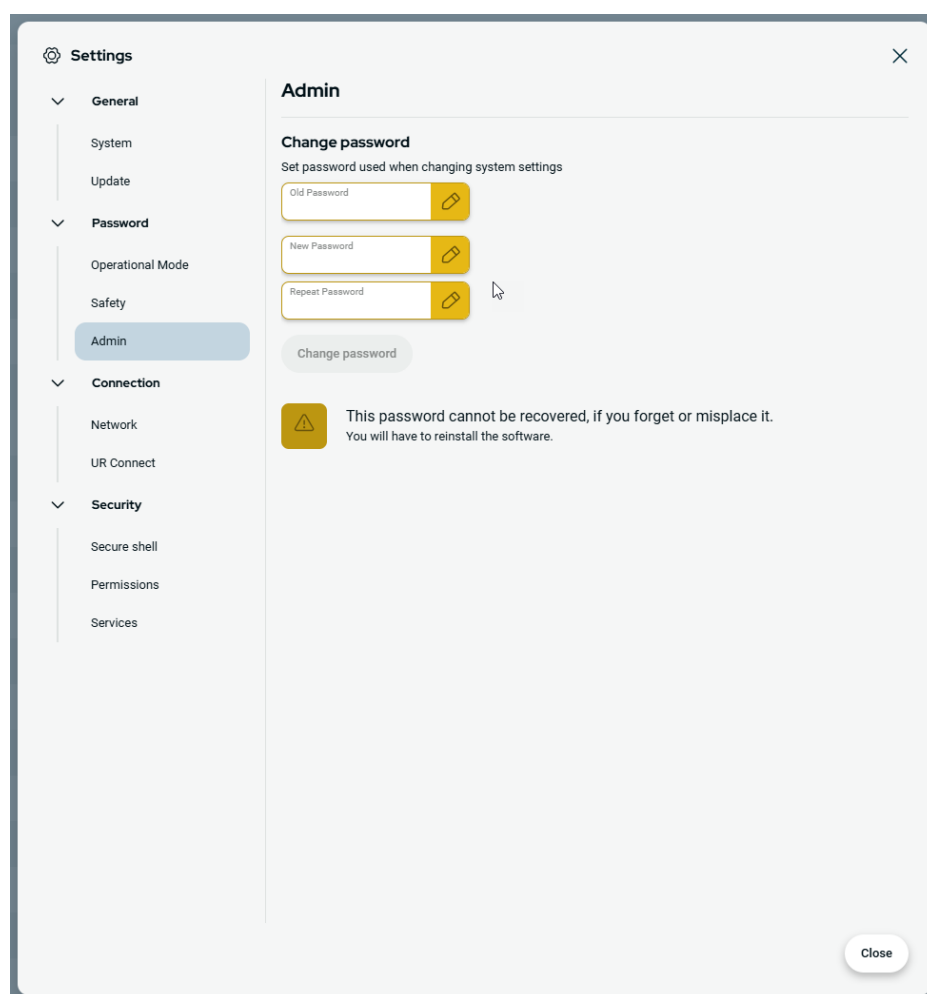 Settings
General
System
Update
Password
Operational Mode
Safety
Admin
Connection
Network
UR Connect
Security
Secure shell
Permissions
Services
Admin
Change password
Set password used when changing system settings
Old Password
New Password
Repeat Password
Change password
This password cannot be recovered, if you forget or misplace it.
You will have to reinstall the software.
Close